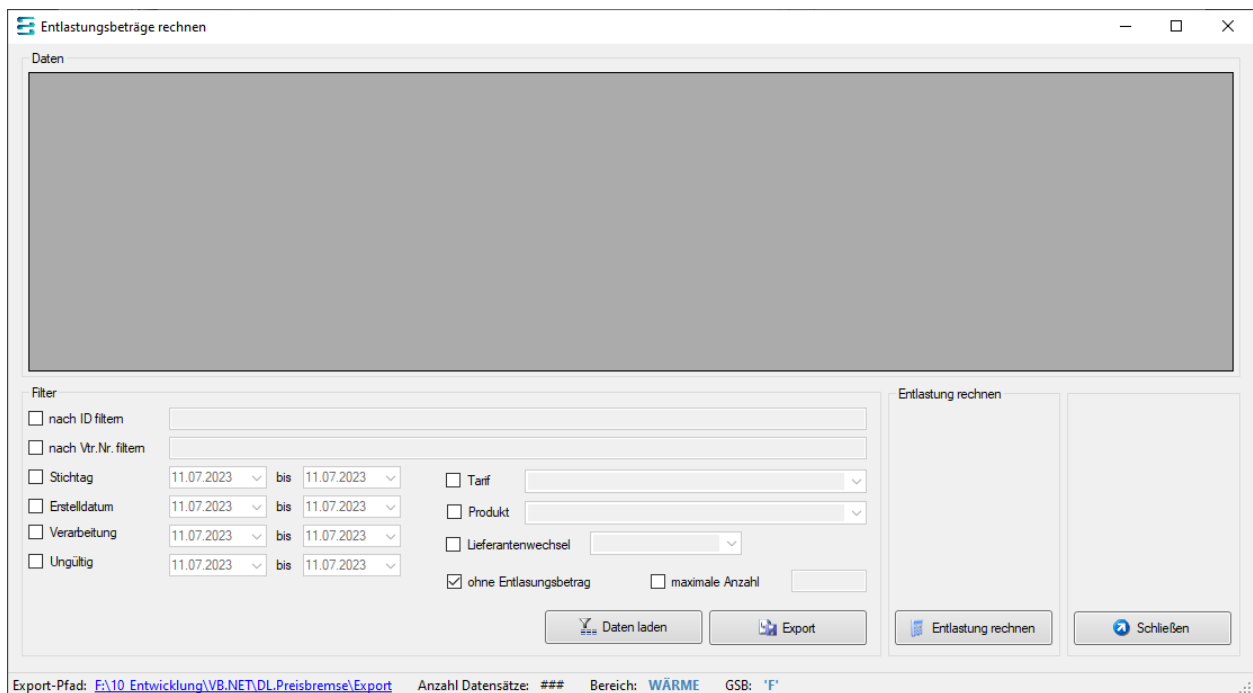 Entlastungsbeträge rechnen
Daten
Filter
nach ID filtern
nach Vtr.Nr. filtern
Stichtag 11.07.2023 bis 11.07.2023
Erstelldatum 11.07.2023 bis 11.07.2023
Verarbeitung 11.07.2023 bis 11.07.2023
Ungültig 11.07.2023 bis 11.07.2023
Tarif
Produkt
Lieferantenwechsel
ohne Entlasungsbetrag maximale Anzahl
Daten laden Export
Entlastung rechnen
Entlastung rechnen
Schließen
Export-Pfad: F:\10_Entwicklung\VB.NET\DL.Preisbremse\Export Anzahl Datensätze: ### Bereich: WÄRME GSB: 'F'